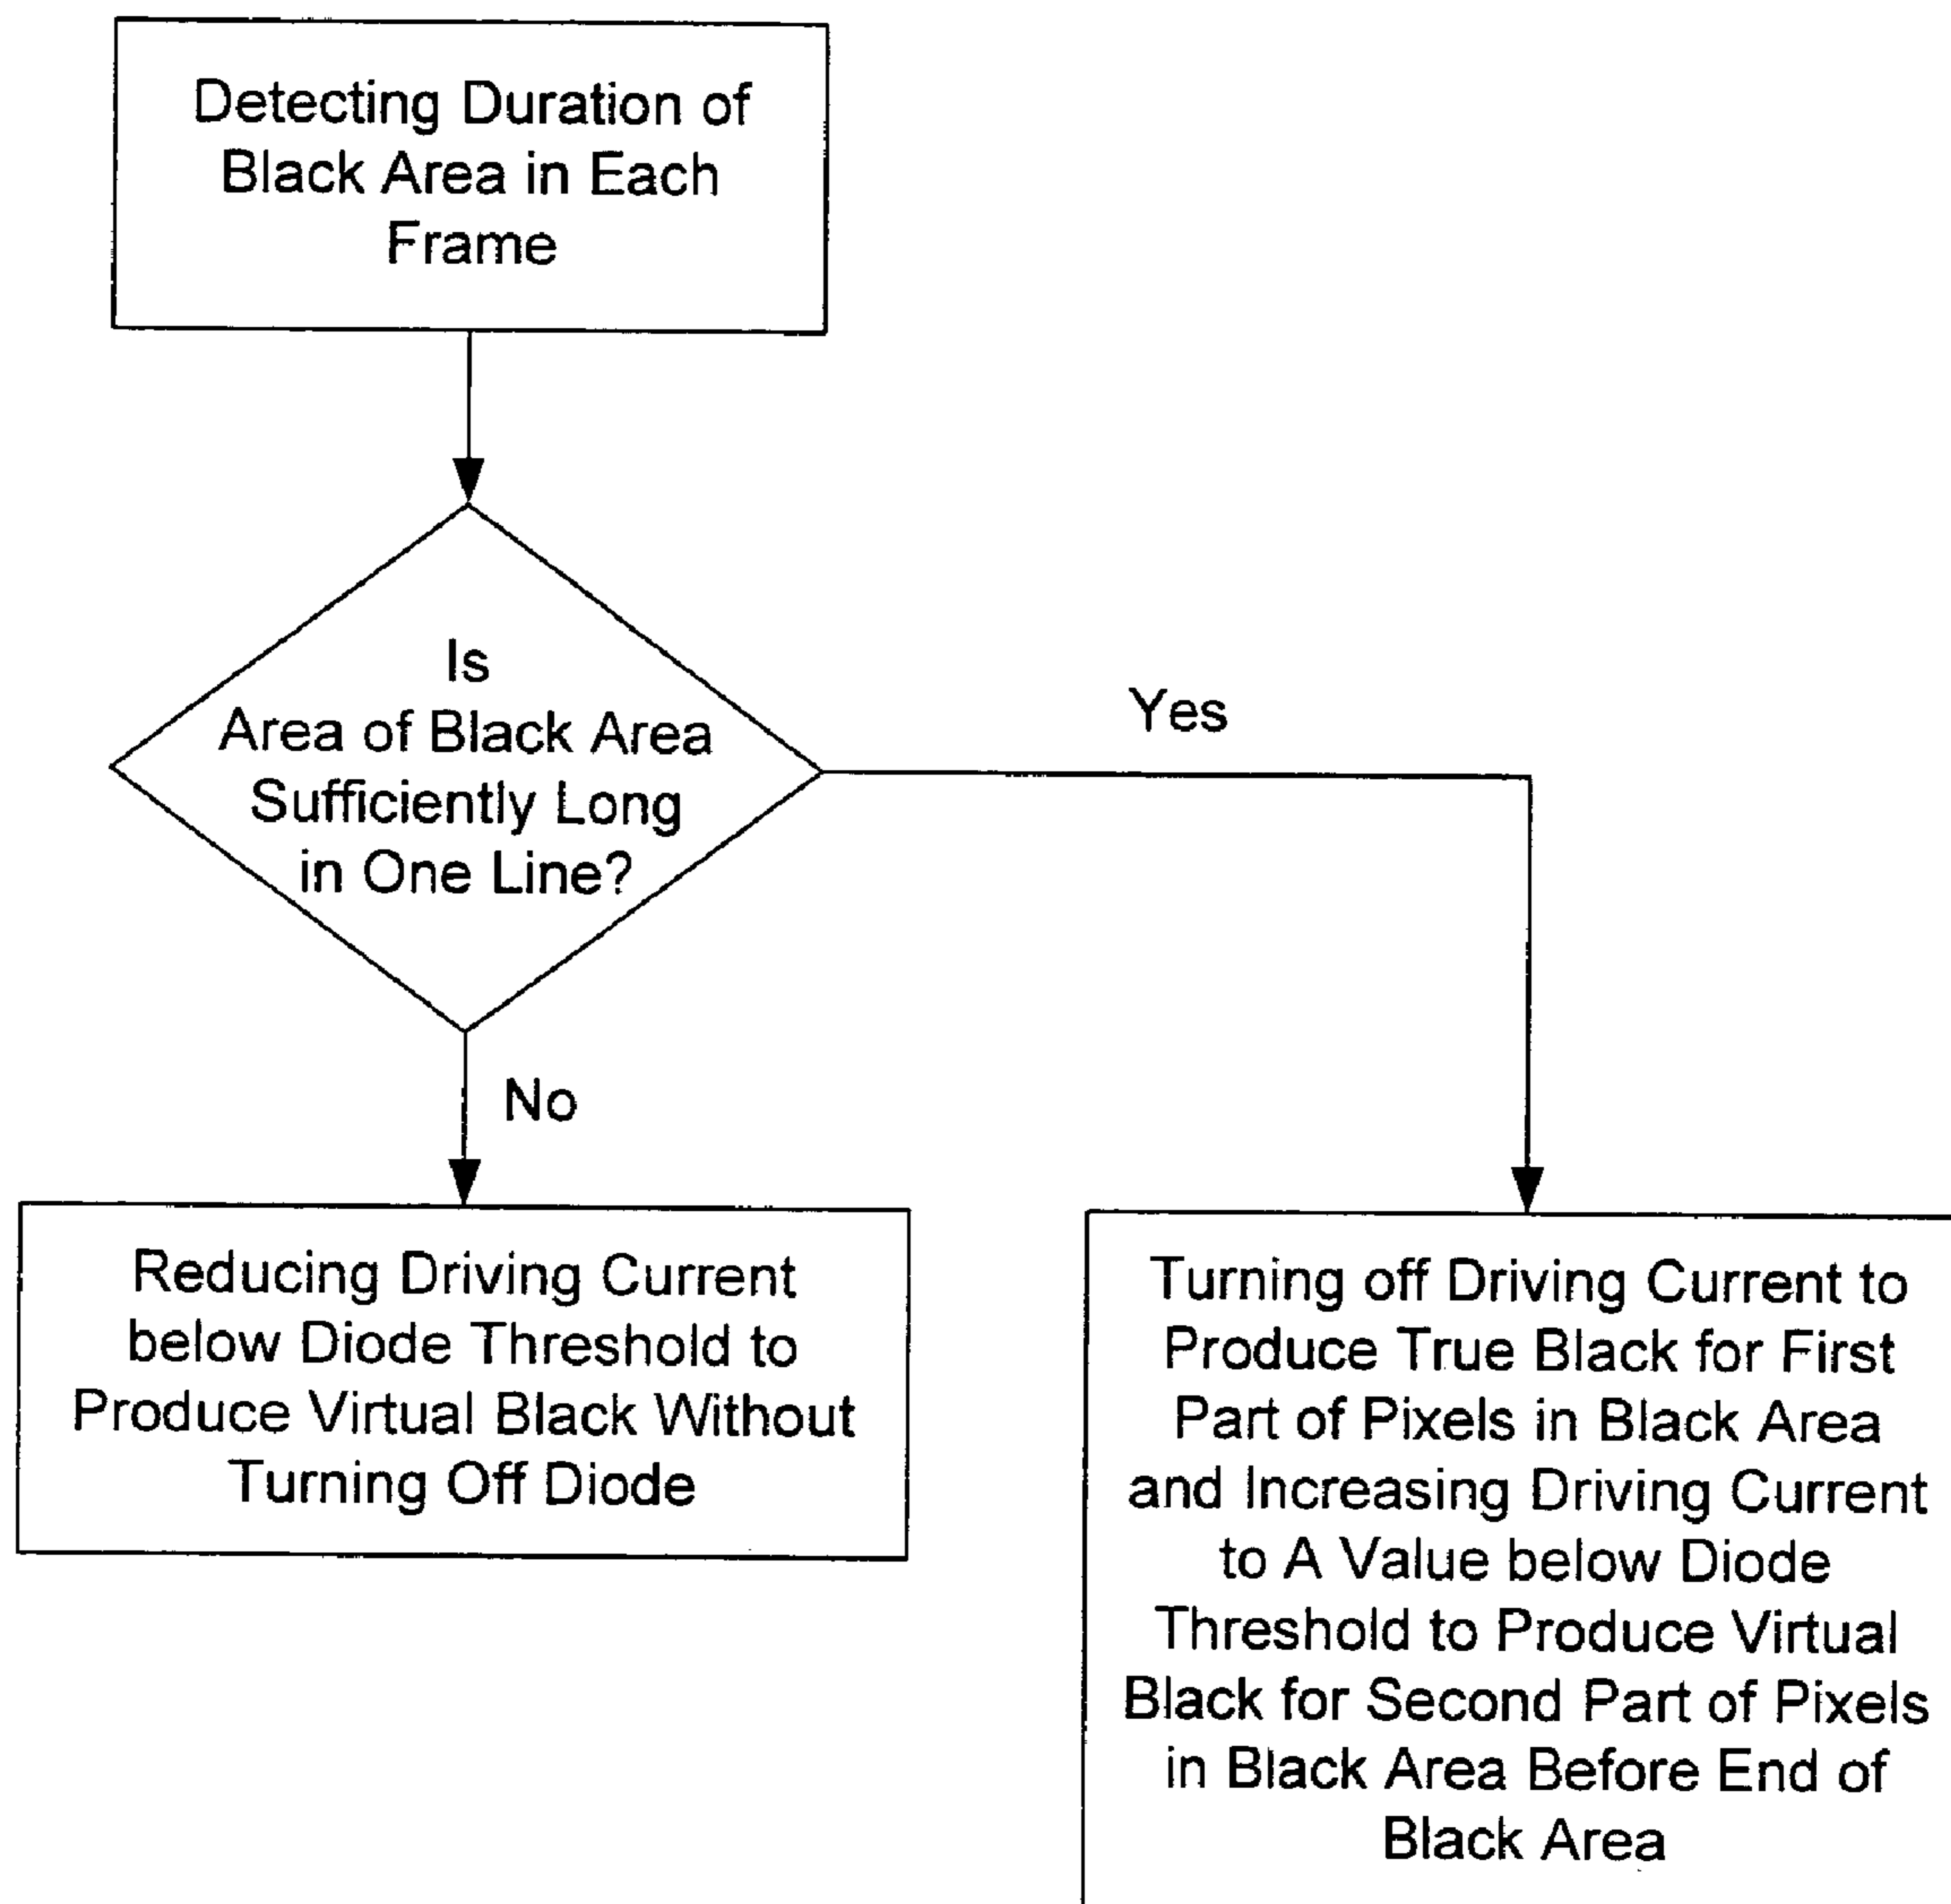 Detecting Duration of
Black Area in Each
Frame
Is
Area of Black Area
Sufficiently Long
in One Line?
Yes
No
Reducing Driving Current
below Diode Threshold to
Produce Virtual Black Without
Turning Off Diode
Turning off Driving Current to
Produce True Black for First
Part of Pixels in Black Area
and Increasing Driving Current
to A Value below Diode
Threshold to Produce Virtual
Black for Second Part of Pixels
in Black Area Before End of
Black Area